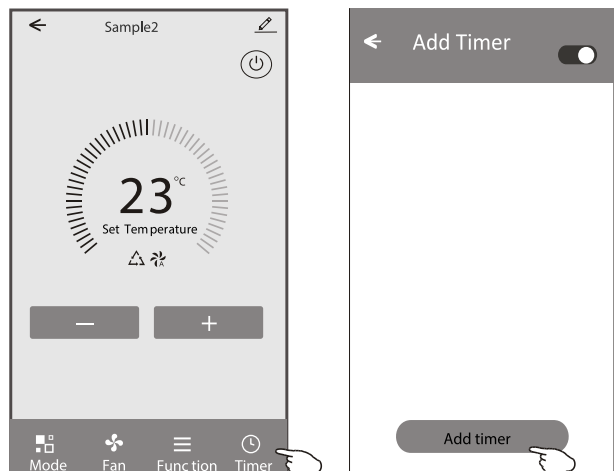 Sample2
23°C
Set Temperature
A
Mode Fan Function Timer
Add Timer
Add timer